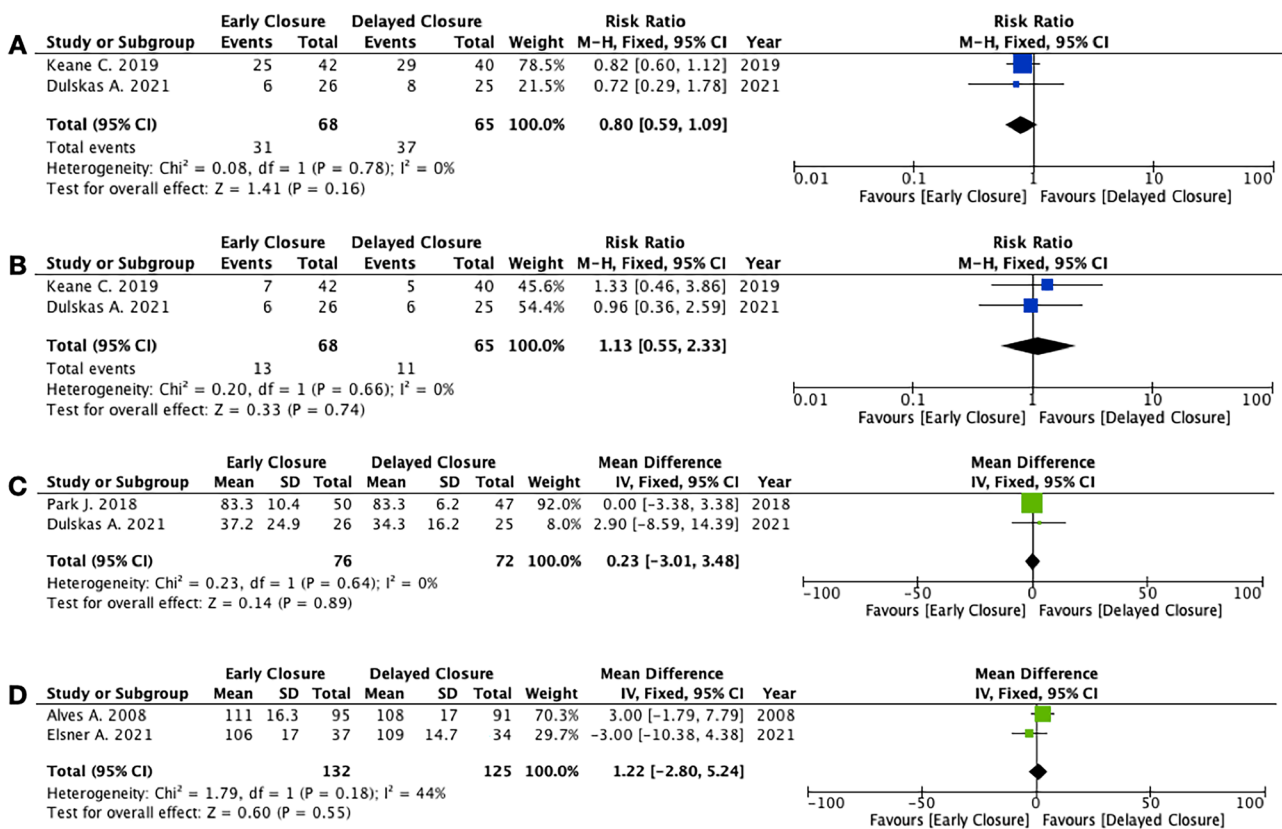 A
Early Closure Delayed Closure Risk Ratio Risk Ratio
Study or Subgroup Events Total Events Total Weight M-H, Fixed, 95% CI Year M-H, Fixed, 95% CI
Keane C. 2019 25 42 29 40 78.5% 0.82 [0.60, 1.12] 2019
Dulskas A. 2021 6 26 8 25 21.5% 0.72 [0.29, 1.78] 2021
Total (95% CI) 68 65 100.0% 0.80 [0.59, 1.09]
Total events 31 37
Heterogeneity: Chi² = 0.08, df = 1 (P = 0.78); I² = 0%
Test for overall effect: Z = 1.41 (P = 0.16)
0.01 0.1 1 10 100
Favours [Early Closure] Favours [Delayed Closure]
B
Early Closure Delayed Closure Risk Ratio Risk Ratio
Study or Subgroup Events Total Events Total Weight M-H, Fixed, 95% CI Year M-H, Fixed, 95% CI
Keane C. 2019 7 42 5 40 45.6% 1.33 [0.46, 3.86] 2019
Dulskas A. 2021 6 26 6 25 54.4% 0.96 [0.36, 2.59] 2021
Total (95% CI) 68 65 100.0% 1.13 [0.55, 2.33]
Total events 13 11
Heterogeneity: Chi² = 0.20, df = 1 (P = 0.66); I² = 0%
Test for overall effect: Z = 0.33 (P = 0.74)
0.01 0.1 1 10 100
Favours [Early Closure] Favours [Delayed Closure]
C
Early Closure Delayed Closure Mean Difference Mean Difference
Study or Subgroup Mean SD Total Mean SD Total Weight IV, Fixed, 95% CI Year IV, Fixed, 95% CI
Park J. 2018 83.3 10.4 50 83.3 6.2 47 92.0% 0.00 [-3.38, 3.38] 2018
Dulskas A. 2021 37.2 24.9 26 34.3 16.2 25 8.0% 2.90 [-8.59, 14.39] 2021
Total (95% CI) 76 72 100.0% 0.23 [-3.01, 3.48]
Heterogeneity: Chi² = 0.23, df = 1 (P = 0.64); I² = 0%
Test for overall effect: Z = 0.14 (P = 0.89)
-100 -50 0 50 100
Favours [Early Closure] Favours [Delayed Closure]
D
Early Closure Delayed Closure Mean Difference Mean Difference
Study or Subgroup Mean SD Total Mean SD Total Weight IV, Fixed, 95% CI Year IV, Fixed, 95% CI
Alves A. 2008 111 16.3 95 108 17 91 70.3% 3.00 [-1.79, 7.79] 2008
Elsner A. 2021 106 17 37 109 14.7 34 29.7% -3.00 [-10.38, 4.38] 2021
Total (95% CI) 132 125 100.0% 1.22 [-2.80, 5.24]
Heterogeneity: Chi² = 1.79, df = 1 (P = 0.18); I² = 44%
Test for overall effect: Z = 0.60 (P = 0.55)
-100 -50 0 50 100
Favours [Early Closure] Favours [Delayed Closure]